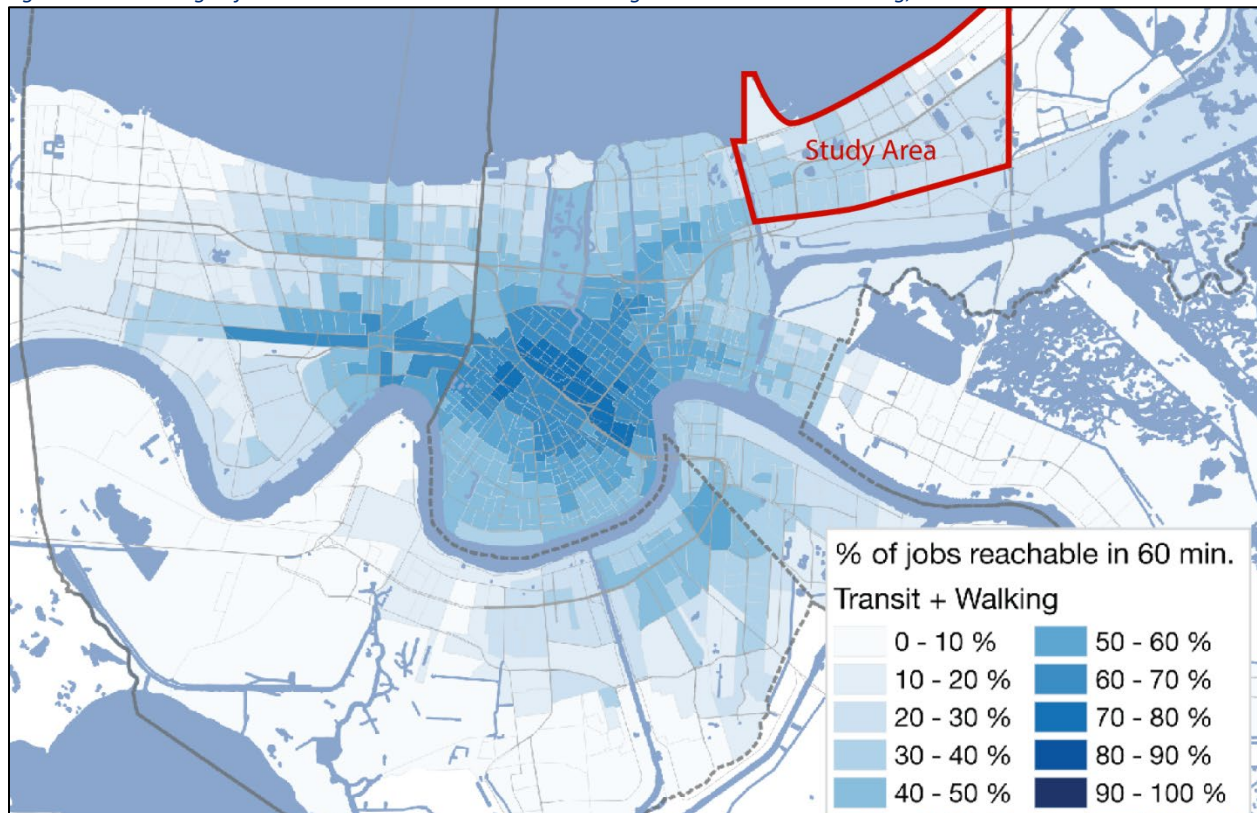 Study Area
% of jobs reachable in 60 min.
Transit + Walking
0 - 10 %
10 - 20 %
20 - 30 %
30 - 40 %
40 - 50 %
50 - 60 %
60 - 70 %
70 - 80 %
80 - 90 %
90 - 100 %